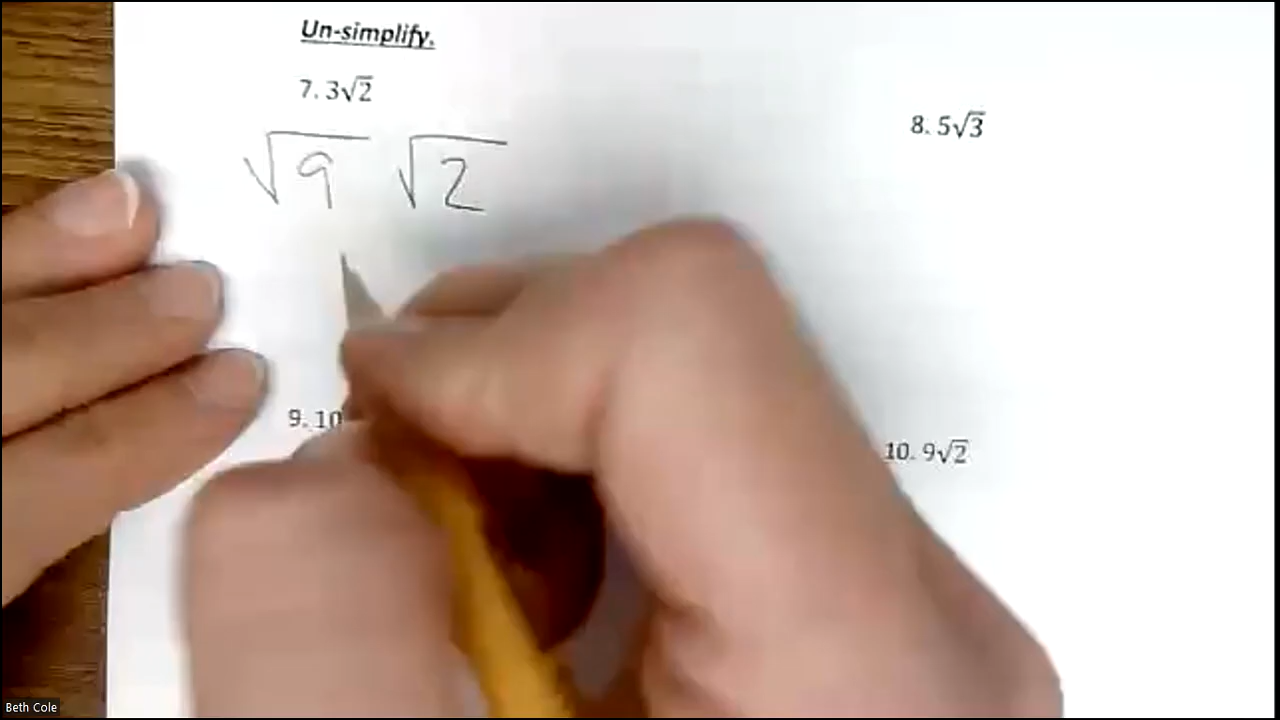 Un-simplify.
7. 3√2
8. 5√3
√9 √2
9. 10
10. 9√2
Beth Cole